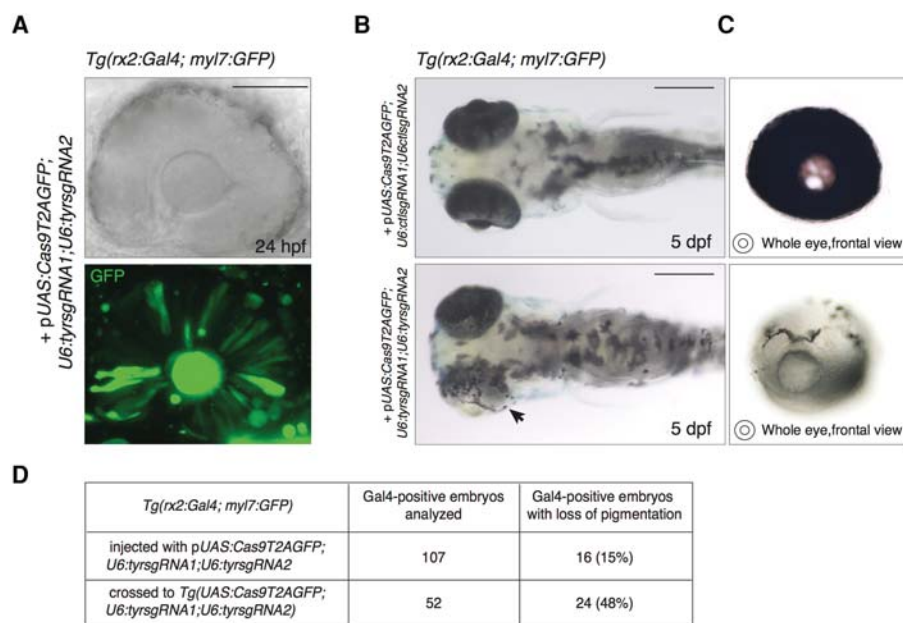 A
Tg(rx2:Gal4; myl7:GFP)
+ pUAS:Cas9T2AGFP;
U6:tyrsgRNA1;U6:tyrsgRNA2
24 hpf
GFP
B
Tg(rx2:Gal4; myl7:GFP)
+ pUAS:Cas9T2AGFP;
U6:ctlsgRNA1;U6ctlsgRNA2
5 dpf
+ pUAS:Cas9T2AGFP;
U6:tyrsgRNA1;U6:tyrsgRNA2
5 dpf
C
Whole eye,frontal view
Whole eye,frontal view
D
Tg(rx2:Gal4; myl7:GFP)
Gal4-positive embryos
analyzed
Gal4-positive embryos
with loss of pigmentation
injected with pUAS:Cas9T2AGFP;
U6:tyrsgRNA1;U6:tyrsgRNA2
107
16 (15%)
crossed to Tg(UAS:Cas9T2AGFP;
U6:tyrsgRNA1;U6:tyrsgRNA2)
52
24 (48%)